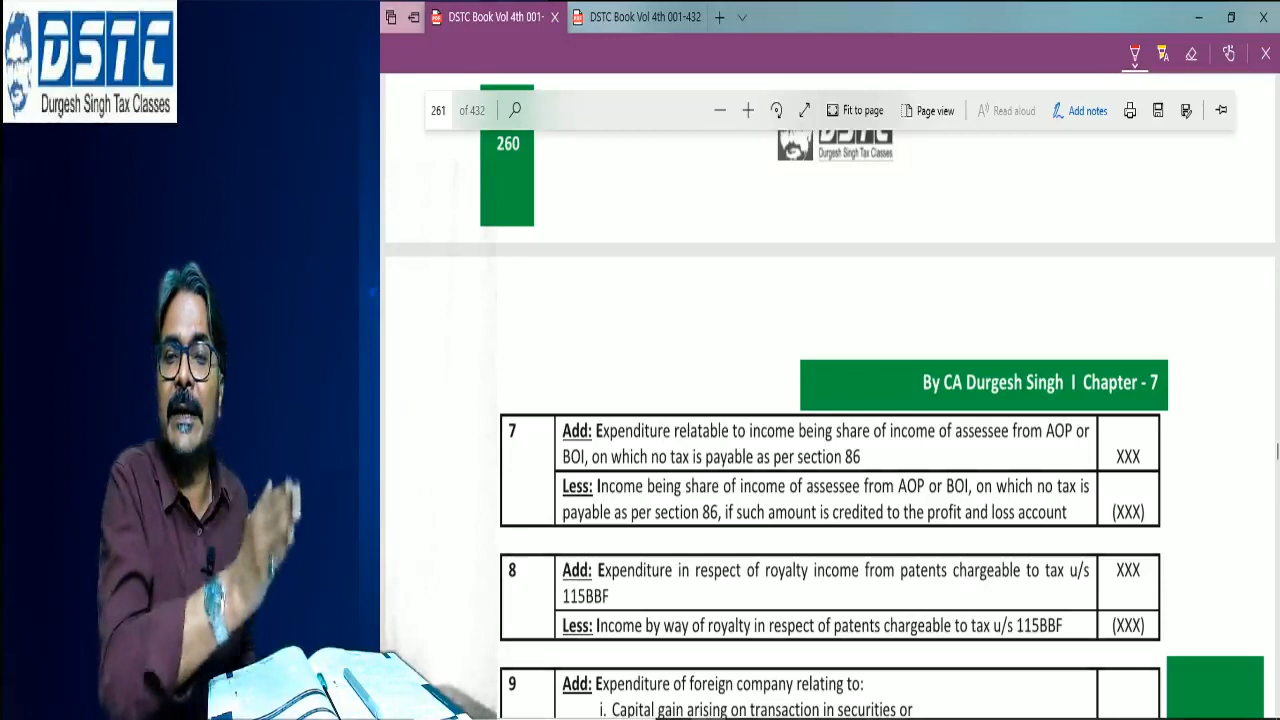 DSTC
Durgesh Singh Tax Classes
DSTC Book Vol 4th 001-
DSTC Book Vol 4th 001-432
261 of 432
Fit to page
Page view
Read aloud
Add notes
260
Durgesh Singh Tax Classes
By CA Durgesh Singh I Chapter - 7
7 Add: Expenditure relatable to income being share of income of assessee from AOP or
BOI, on which no tax is payable as per section 86 XXX
Less: Income being share of income of assessee from AOP or BOI, on which no tax is
payable as per section 86, if such amount is credited to the profit and loss account (XXX)
8 Add: Expenditure in respect of royalty income from patents chargeable to tax u/s XXX
115BBF
Less: Income by way of royalty in respect of patents chargeable to tax u/s 115BBF (XXX)
9 Add: Expenditure of foreign company relating to:
i. Capital gain arising on transaction in securities or